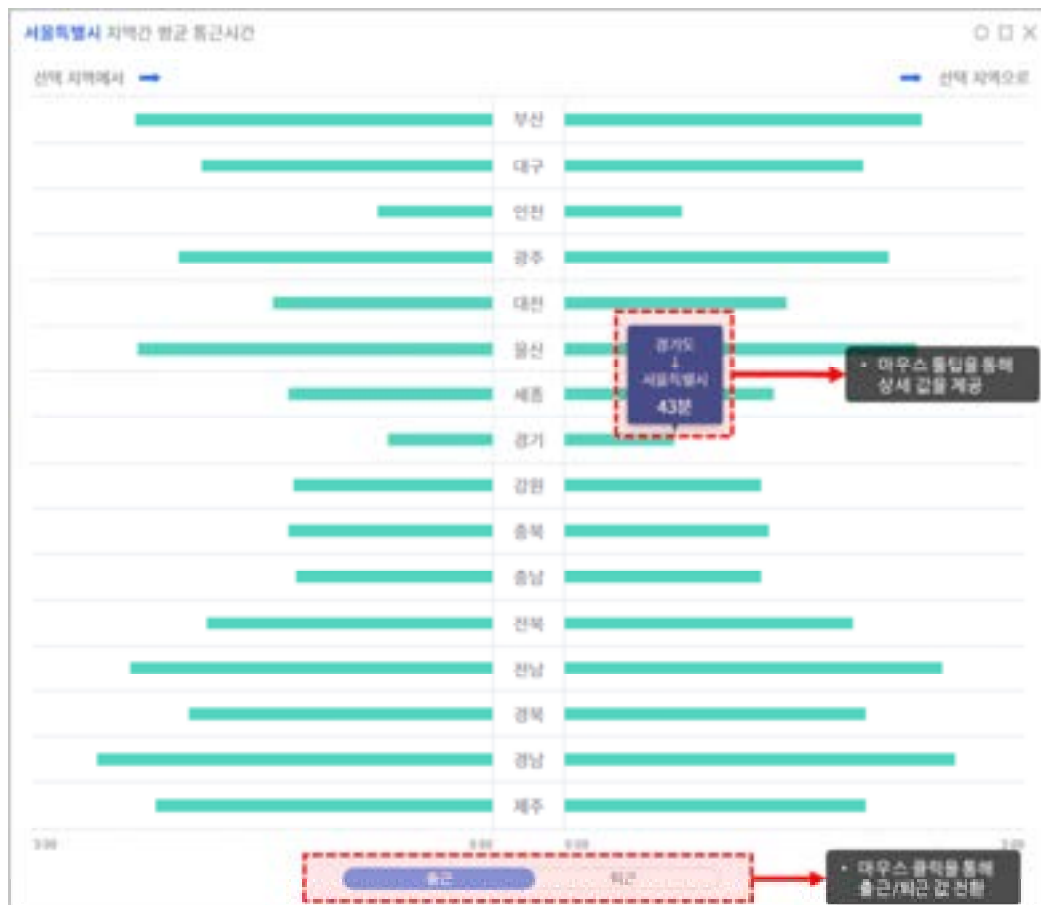 서울특별시 지역간 평균 통근시간
선택 지역에서
선택 지역으로
부산
대구
인천
광주
대전
울산
세종
경기
강원
충북
충남
전북
전남
경북
경남
제주
경기도
↓
서울특별시
43분
• 마우스 툴팁을 통해
상세 값을 제공
0:00 0:00
출근 퇴근
• 마우스 클릭을 통해
출근/퇴근 값 전환